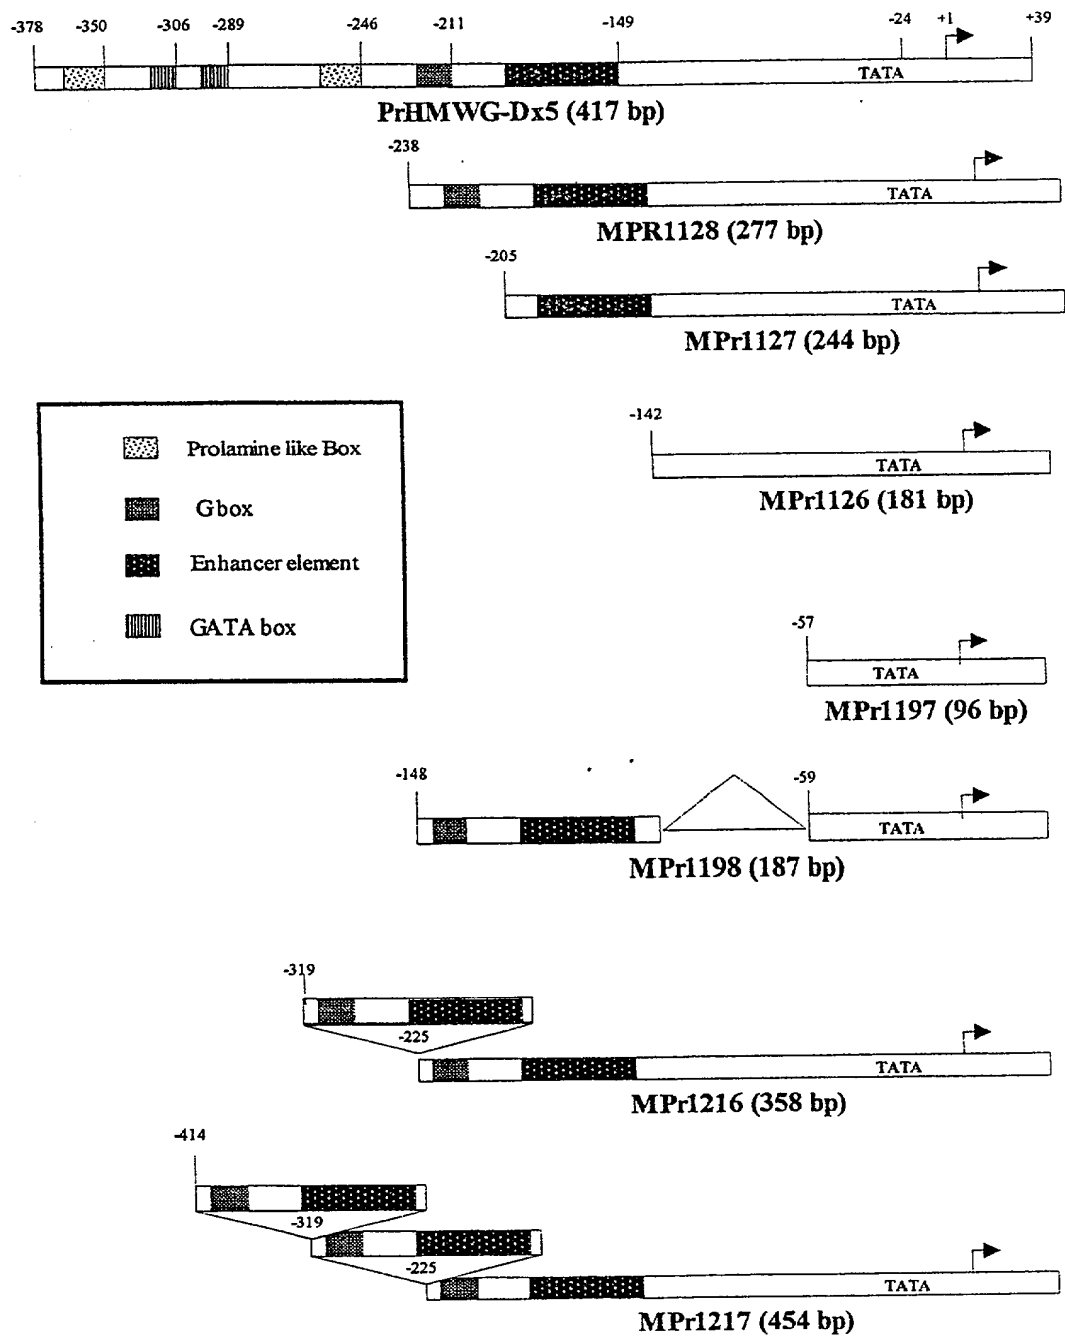 -378 -350 -306 -289 -246 -211 -149 -24 +1 +39
TATA
PrHMWG-Dx5 (417 bp)
-238
TATA
MPR1128 (277 bp)
-205
TATA
MPr1127 (244 bp)
-142
TATA
MPr1126 (181 bp)
Prolamine like Box
Gbox
Enhancer element
GATA box
-57
TATA
MPr1197 (96 bp)
-148 -59
TATA
MPr1198 (187 bp)
-319
-225
TATA
MPr1216 (358 bp)
-414
-319
-225
TATA
MPr1217 (454 bp)